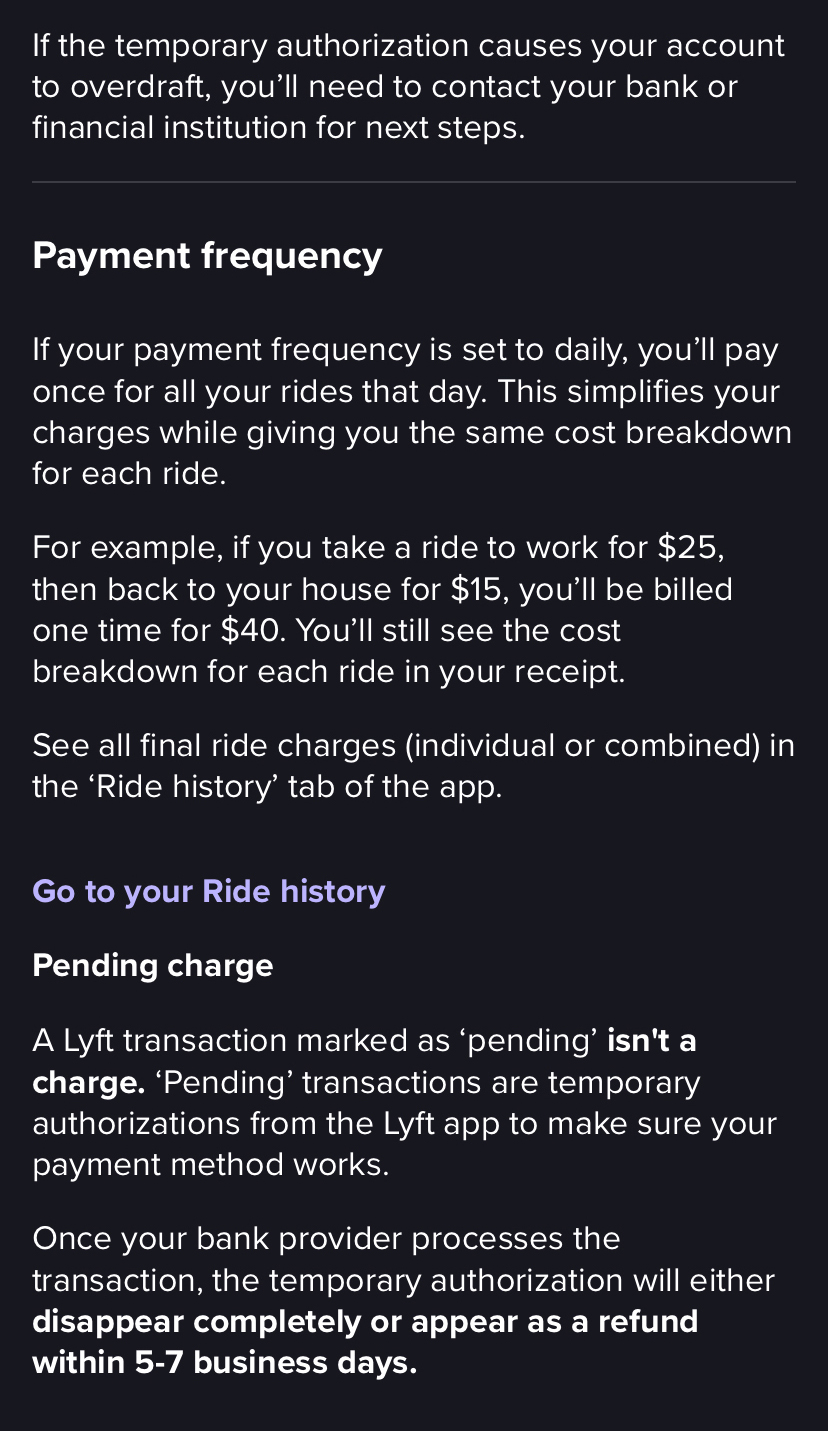 If the temporary authorization causes your account
to overdraft, you’ll need to contact your bank or
financial institution for next steps.
Payment frequency
If your payment frequency is set to daily, you’ll pay
once for all your rides that day. This simplifies your
charges while giving you the same cost breakdown
for each ride.
For example, if you take a ride to work for $25,
then back to your house for $15, you’ll be billed
one time for $40. You’ll still see the cost
breakdown for each ride in your receipt.
See all final ride charges (individual or combined) in
the ‘Ride history’ tab of the app.
Go to your Ride history
Pending charge
A Lyft transaction marked as ‘pending’ isn't a
charge. ‘Pending’ transactions are temporary
authorizations from the Lyft app to make sure your
payment method works.
Once your bank provider processes the
transaction, the temporary authorization will either
disappear completely or appear as a refund
within 5-7 business days.